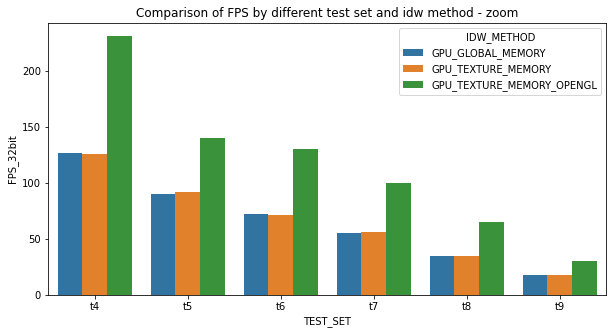 Comparison of FPS by different test set and idw method - zoom
IDW_METHOD
GPU_GLOBAL_MEMORY
GPU_TEXTURE_MEMORY
GPU_TEXTURE_MEMORY_OPENGL
FPS_32bit
200
150
100
50
0
t4 t5 t6 t7 t8 t9
TEST_SET